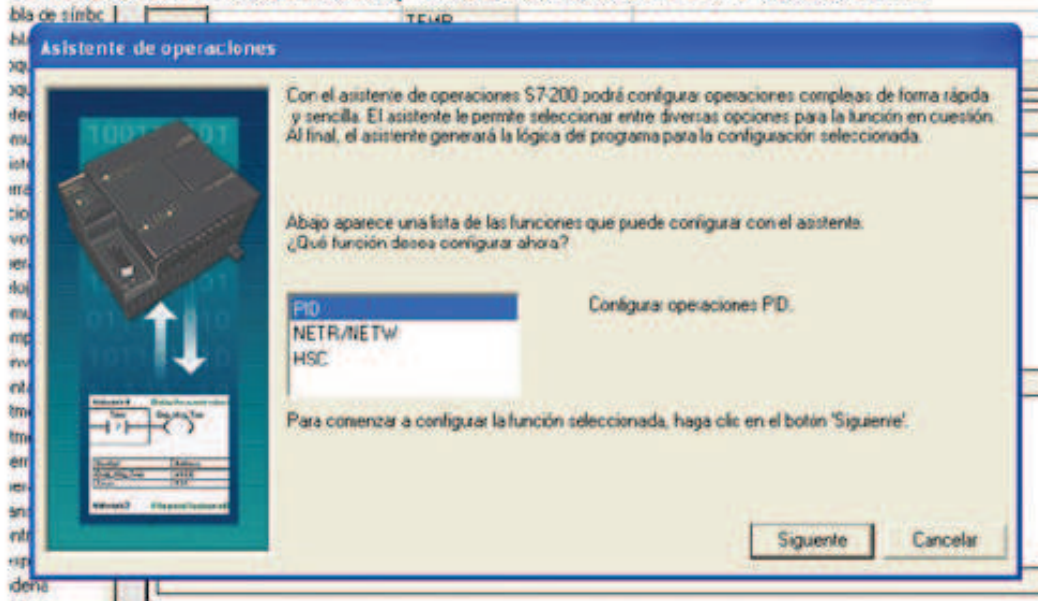 bla de símbc
TEMP
Asistente de operaciones
Con el asistente de operaciones S7-200 podrá configurar operaciones complejas de forma rápida
y sencilla. El asistente le permite seleccionar entre diversas opciones para la función en cuestión.
Al final, el asistente generará la lógica del programa para la configuración seleccionada.
Abajo aparece una lista de las funciones que puede configurar con el asistente.
¿Qué función desea configurar ahora?
PID
NETR/NETW
HSC
Configurar operaciones PID.
Para comenzar a configurar la función seleccionada, haga clic en el botón 'Siguiente'.
Siguiente
Cancelar
dena